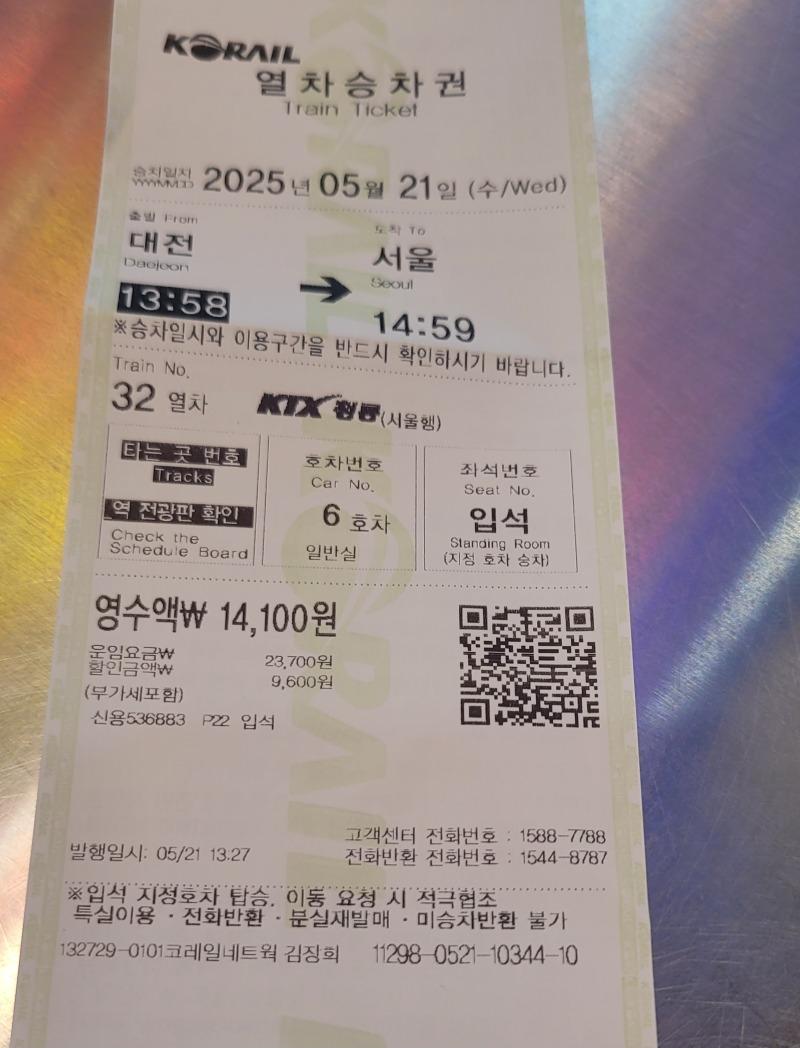 KORAIL
열차승차권
Train Ticket
승차일자 2025년 05월 21일 (수/Wed)
YYYYMMDD
출발 From
대전
Daejeon
13:58
도착 To
서울
Seoul
14:59
※승차일시와 이용구간을 반드시 확인하시기 바랍니다.
Train No.
32 열차 KTX 청룡(서울행)
타는 곳 번호
Tracks
역 전광판 확인
Check the
Schedule Board
호차번호
Car No.
6 호차
일반실
좌석번호
Seat No.
입석
Standing Room
(지정 호차 승차)
영수액₩ 14,100원
운임요금₩ 23,700원
할인금액₩ 9,600원
(부가세포함)
신용536883 P22 입석
고객센터 전화번호 : 1588-7788
발행일시: 05/21 13:27 전화반환 전화번호 : 1544-8787
※입석 지정호차 탑승. 이동 요청 시 적극협조
특실이용 · 전화반환 · 분실재발매 · 미승차반환 불가
132729-0101코레일네트웍 김장희 11298-0521-10344-10